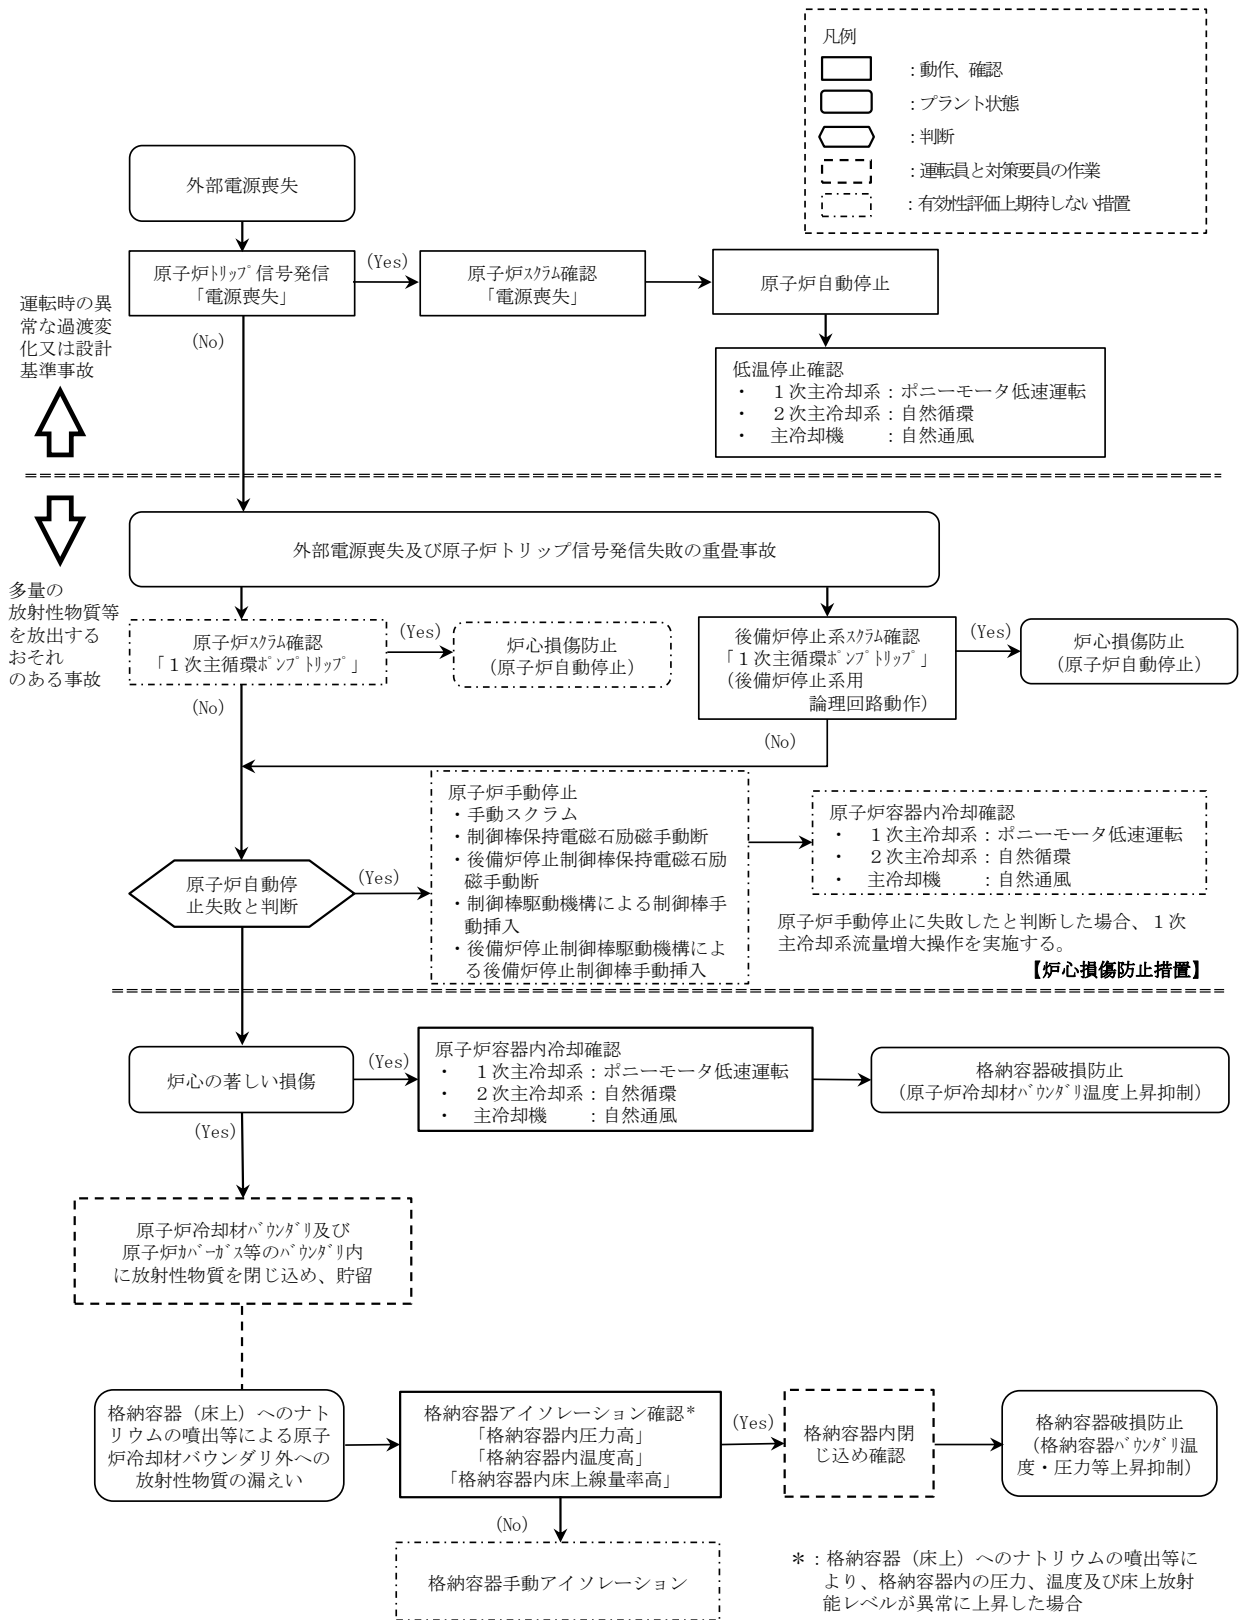 凡例
：動作、確認
：プラント状態
：判断
：運転員と対策要員の作業
：有効性評価上期待しない措置
外部電源喪失
原子炉ﾄﾘｯﾌﾟ信号発信
「電源喪失」
(Yes)
原子炉ｽｸﾗﾑ確認
「電源喪失」
原子炉自動停止
運転時の異
常な過渡変
化又は設計
基準事故
(No)
低温停止確認
・　１次主冷却系：ポニーモータ低速運転
・　２次主冷却系：自然循環
・　主冷却機　　：自然通風
外部電源喪失及び原子炉トリップ信号発信失敗の重畳事故
多量の
放射性物質等
を放出する
おそれ
のある事故
原子炉ｽｸﾗﾑ確認
「１次主循環ﾎﾟﾝﾌﾟﾄﾘｯﾌﾟ」
(Yes)
炉心損傷防止
（原子炉自動停止）
後備炉停止系ｽｸﾗﾑ確認
「１次主循環ﾎﾟﾝﾌﾟﾄﾘｯﾌﾟ」
（後備炉停止系用
論理回路動作）
(Yes)
炉心損傷防止
（原子炉自動停止）
(No)
(No)
原子炉手動停止
・手動スクラム
・制御棒保持電磁石励磁手動断
・後備炉停止制御棒保持電磁石励
磁手動断
・制御棒駆動機構による制御棒手
動挿入
・後備炉停止制御棒駆動機構によ
る後備炉停止制御棒手動挿入
原子炉容器内冷却確認
・　１次主冷却系：ポニーモータ低速運転
・　２次主冷却系：自然循環
・　主冷却機　　：自然通風
原子炉自動停
止失敗と判断
(Yes)
原子炉手動停止に失敗したと判断した場合、１次
主冷却系流量増大操作を実施する。
【炉心損傷防止措置】
炉心の著しい損傷
(Yes)
原子炉容器内冷却確認
・　１次主冷却系：ポニーモータ低速運転
・　２次主冷却系：自然循環
・　主冷却機　　：自然通風
格納容器破損防止
（原子炉冷却材ﾊﾞｳﾝﾀﾞﾘ温度上昇抑制）
(Yes)
原子炉冷却材ﾊﾞｳﾝﾀﾞﾘ及び
原子炉ｶﾊﾞｰｶﾞｽ等のﾊﾞｳﾝﾀﾞﾘ内
に放射性物質を閉じ込め、貯留
格納容器（床上）へのナト
リウムの噴出等による原子
炉冷却材バウンダリ外への
放射性物質の漏えい
格納容器アイソレーション確認*
「格納容器内圧力高」
「格納容器内温度高」
「格納容器内床上線量率高」
(Yes)
格納容器内閉
じ込め確認
格納容器破損防止
（格納容器ﾊﾞｳﾝﾀﾞﾘ温
度・圧力等上昇抑制）
(No)
格納容器手動アイソレーション
＊：格納容器（床上）へのナトリウムの噴出等に
より、格納容器内の圧力、温度及び床上放射
能レベルが異常に上昇した場合